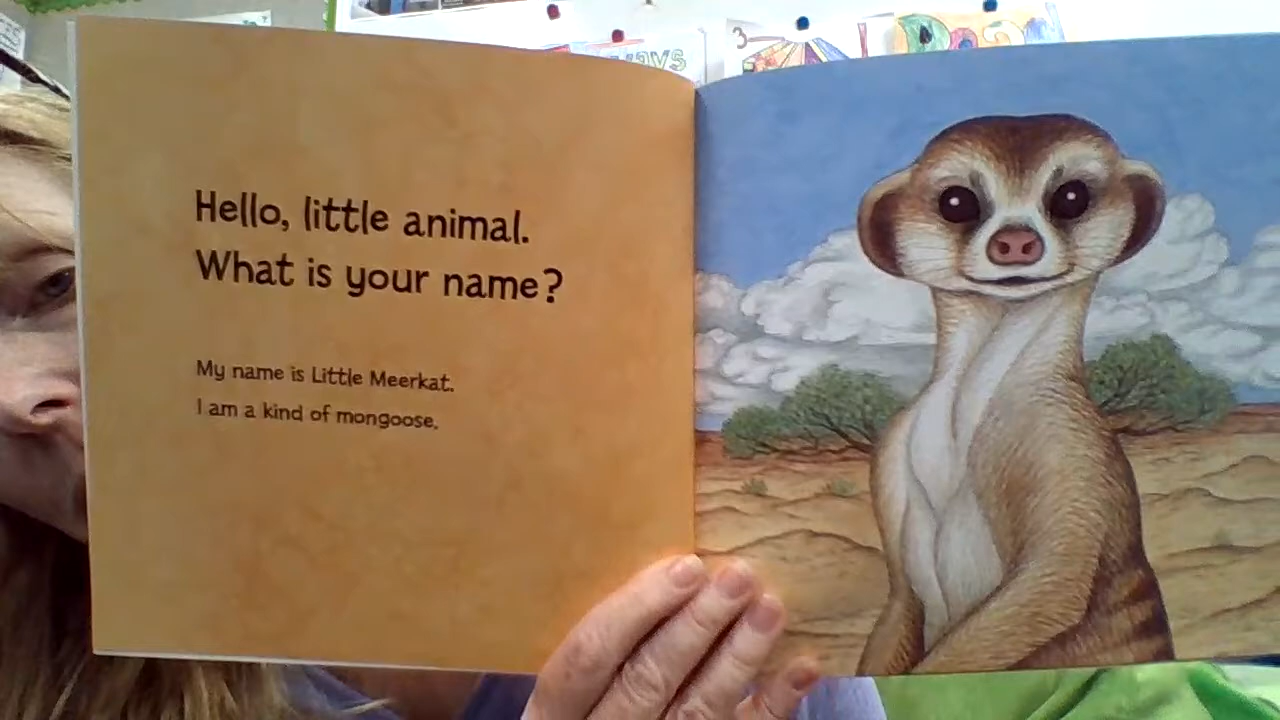 Hello, little animal.
What is your name?
My name is Little Meerkat.
I am a kind of mongoose.